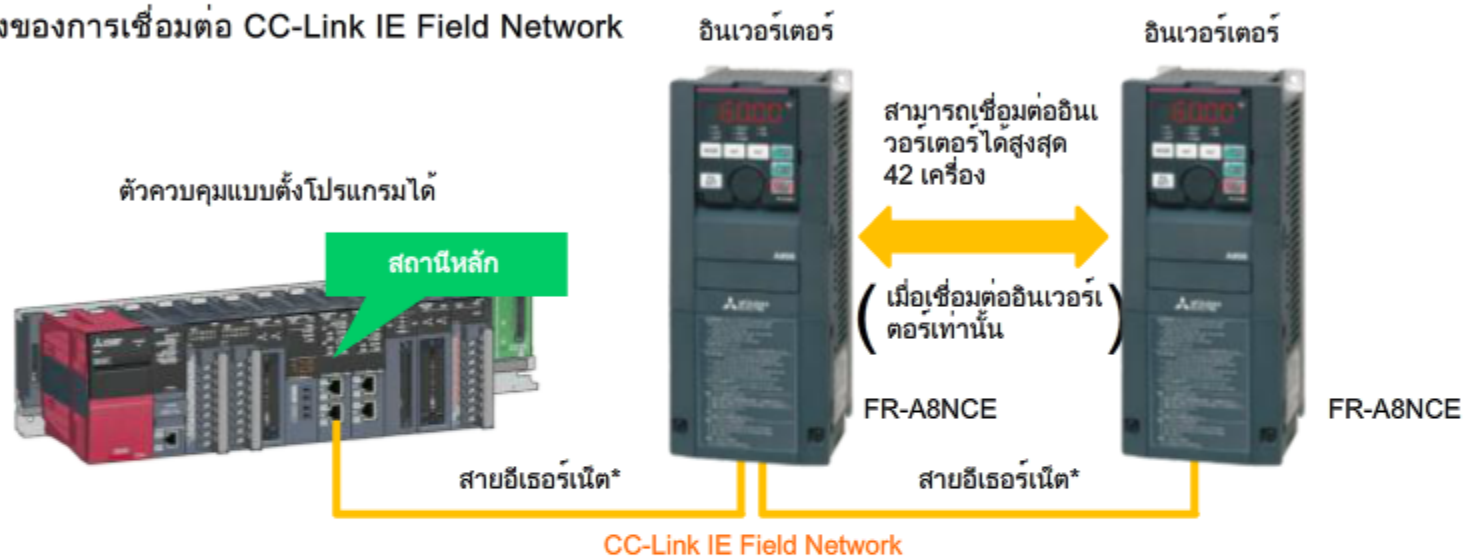 งของการเชื่อมต่อ CC-Link IE Field Network
อินเวอร์เตอร์
อินเวอร์เตอร์
สามารถเชื่อมต่ออินเ
วอร์เตอร์ได้สูงสุด
42 เครื่อง
ตัวควบคุมแบบตั้งโปรแกรมได้
สถานีหลัก
(เมื่อเชื่อมต่ออินเวอร์เ
ตอร์เท่านั้น)
FR-A8NCE
FR-A8NCE
สายอีเธอร์เน็ต*
สายอีเธอร์เน็ต*
CC-Link IE Field Network